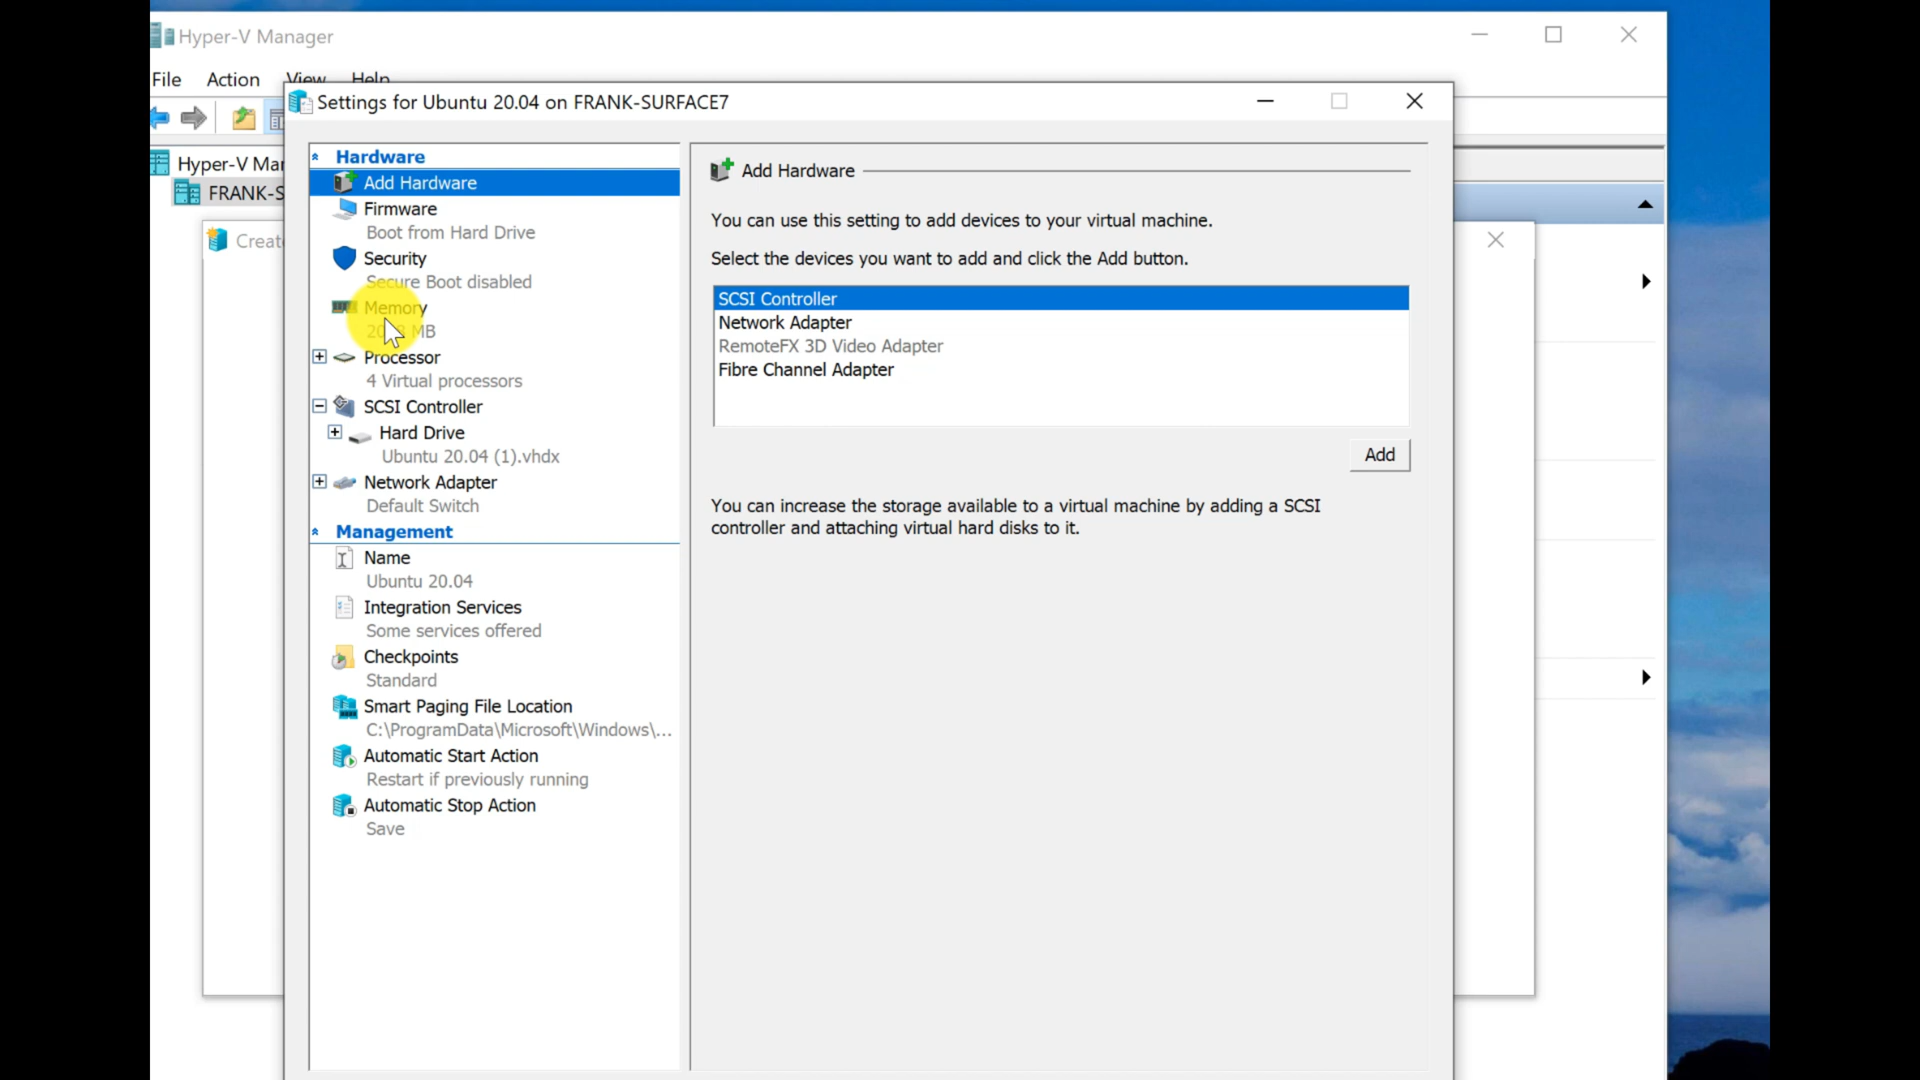 Hyper-V Manager
File Action View Help
Settings for Ubuntu 20.04 on FRANK-SURFACE7
Hyper-V Mar
FRANK-S
Creat
Hardware
Add Hardware
Firmware
Boot from Hard Drive
Security
Secure Boot disabled
Memory
MB
Processor
4 Virtual processors
SCSI Controller
Hard Drive
Ubuntu 20.04 (1).vhdx
Network Adapter
Default Switch
Management
Name
Ubuntu 20.04
Integration Services
Some services offered
Checkpoints
Standard
Smart Paging File Location
C:\ProgramData\Microsoft\Windows\...
Automatic Start Action
Restart if previously running
Automatic Stop Action
Save
Add Hardware
You can use this setting to add devices to your virtual machine.
Select the devices you want to add and click the Add button.
SCSI Controller
Network Adapter
RemoteFX 3D Video Adapter
Fibre Channel Adapter
Add
You can increase the storage available to a virtual machine by adding a SCSI
controller and attaching virtual hard disks to it.